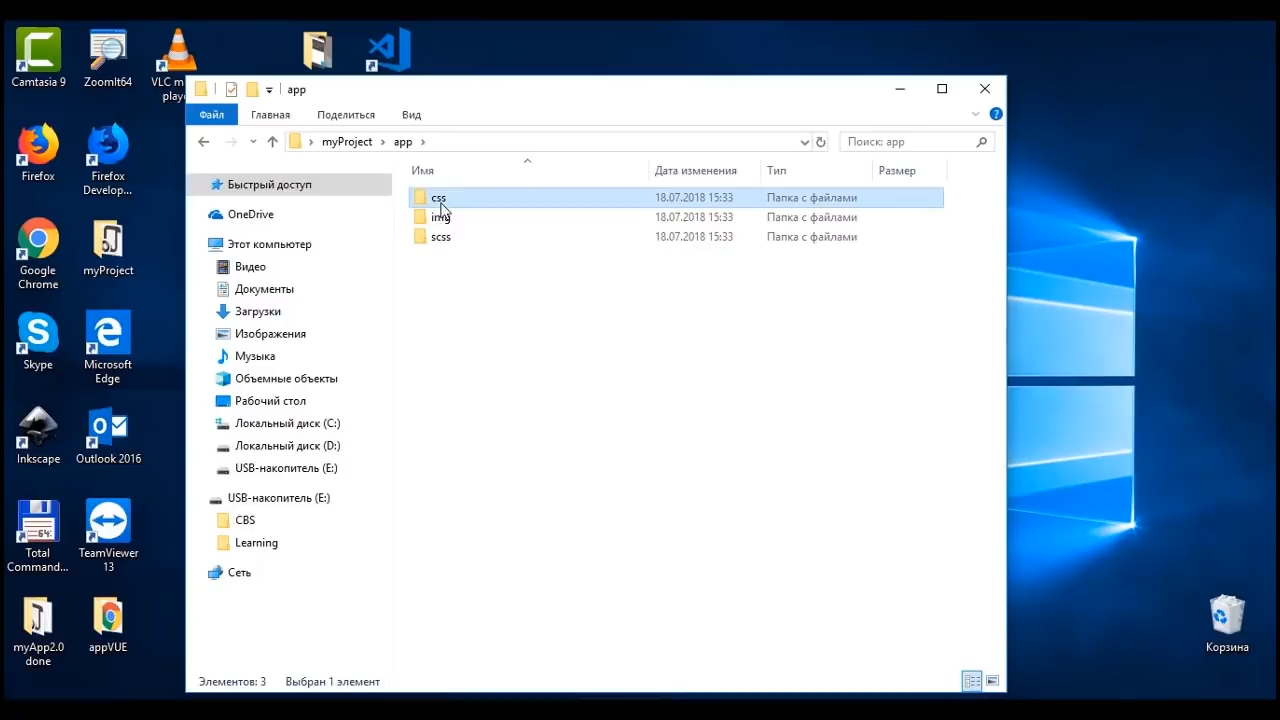 Camtasia 9
ZoomIt64
VLC m
play
Firefox
Firefox
Develop...
Google
Chrome
myProject
Skype
Microsoft
Edge
Inkscape
Outlook 2016
Total
Command...
TeamViewer
13
myApp2.0
done
appVUE
app
Файл
Главная
Поделиться
Вид
myProject
app
Поиск: app
Имя
Дата изменения
Тип
Размер
css 18.07.2018 15:33 Папка с файлами
img 18.07.2018 15:33 Папка с файлами
scss 18.07.2018 15:33 Папка с файлами
Быстрый доступ
OneDrive
Этот компьютер
Видео
Документы
Загрузки
Изображения
Музыка
Объемные объекты
Рабочий стол
Локальный диск (C:)
Локальный диск (D:)
USB-накопитель (E:)
USB-накопитель (E:)
CBS
Learning
Сеть
Элементов: 3
Выбран 1 элемент
Корзина